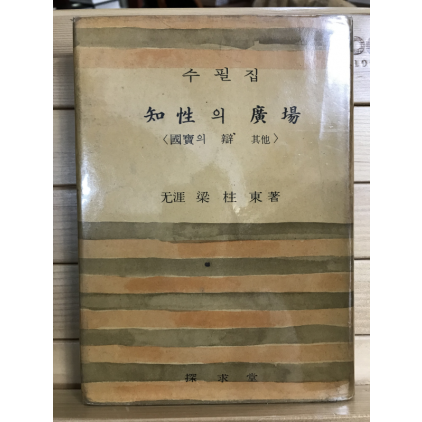 수필집
知性의 廣場
〈國寶의 辯 其他〉
无涯 梁柱東 著
探求堂